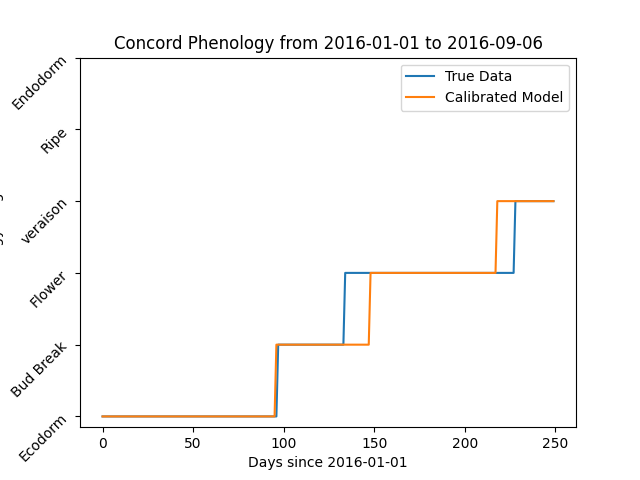 Concord Phenology from 2016-01-01 to 2016-09-06
True Data
Calibrated Model
Endodorm
Ripe
veraison
Flower
Bud Break
Ecodorm
0 50 100 150 200 250
Days since 2016-01-01